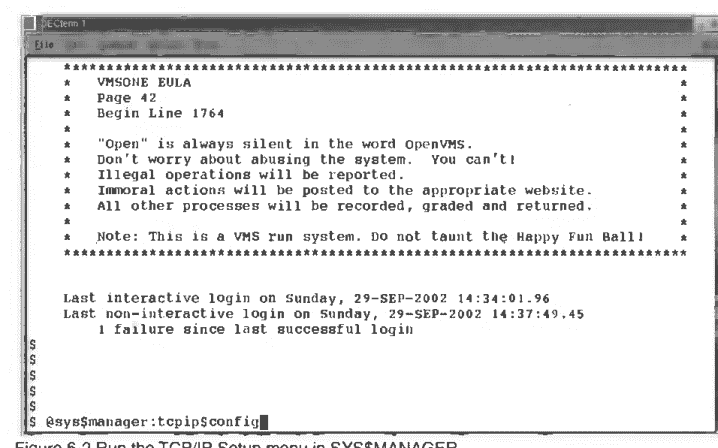 DECterm 1
File
****************************************************************************
* VMSONE EULA *
* Page 42 *
* Begin Line 1764 *
* *
* "Open" is always silent in the word OpenVMS. *
* Don't worry about abusing the system. You can't! *
* Illegal operations will be reported. *
* Immoral actions will be posted to the appropriate website. *
* All other processes will be recorded, graded and returned. *
* *
* Note: This is a VMS run system. Do not taunt the Happy Fun Ball! *
****************************************************************************
Last interactive login on Sunday, 29-SEP-2002 14:34:01.96
Last non-interactive login on Sunday, 29-SEP-2002 14:37:49.45
1 failure since last successful login
$
$
$
$
$
$ @sys$manager:tcpip$config
Figure 6-2 Run the TCP/IP Setup menu in SYS$MANAGER